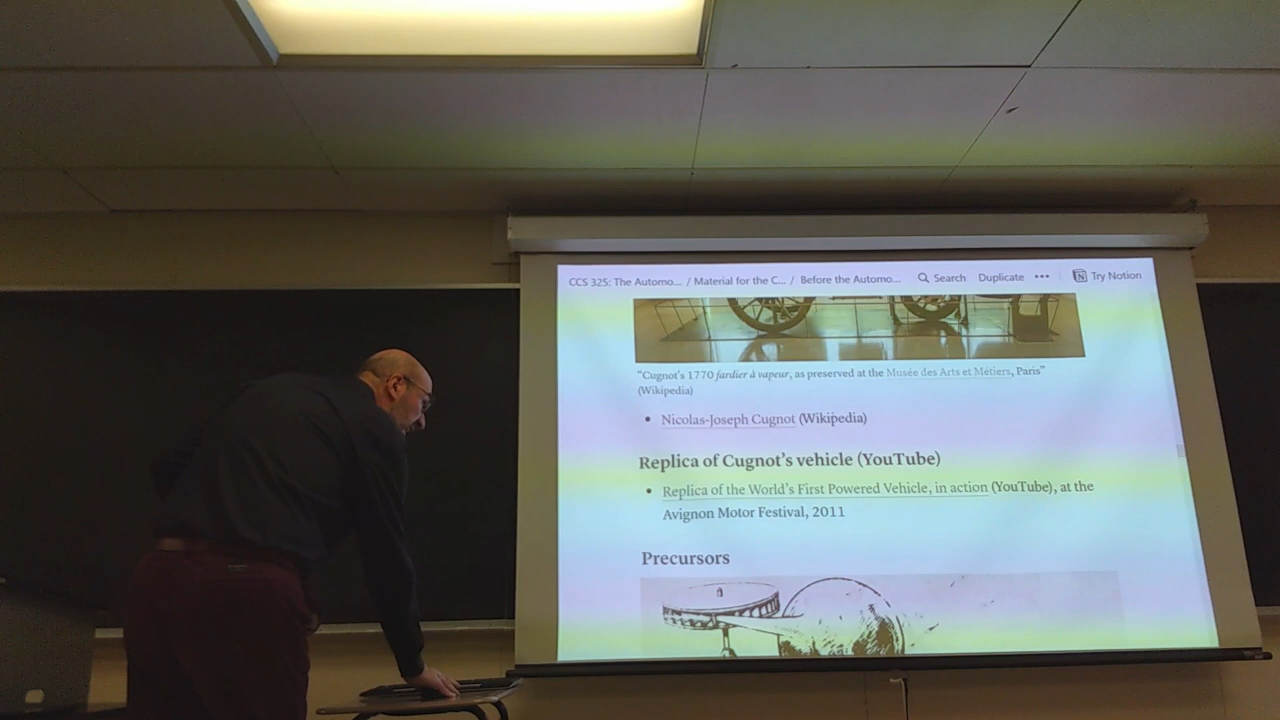 CCS 325: The Automo... / Material for the C... / Before the Automo... Search Duplicate ••• Try Notion
"Cugnot's 1770 fardier à vapeur, as preserved at the Musée des Arts et Métiers, Paris"
(Wikipedia)
• Nicolas-Joseph Cugnot (Wikipedia)
Replica of Cugnot's vehicle (YouTube)
• Replica of the World's First Powered Vehicle, in action (YouTube), at the
Avignon Motor Festival, 2011
Precursors